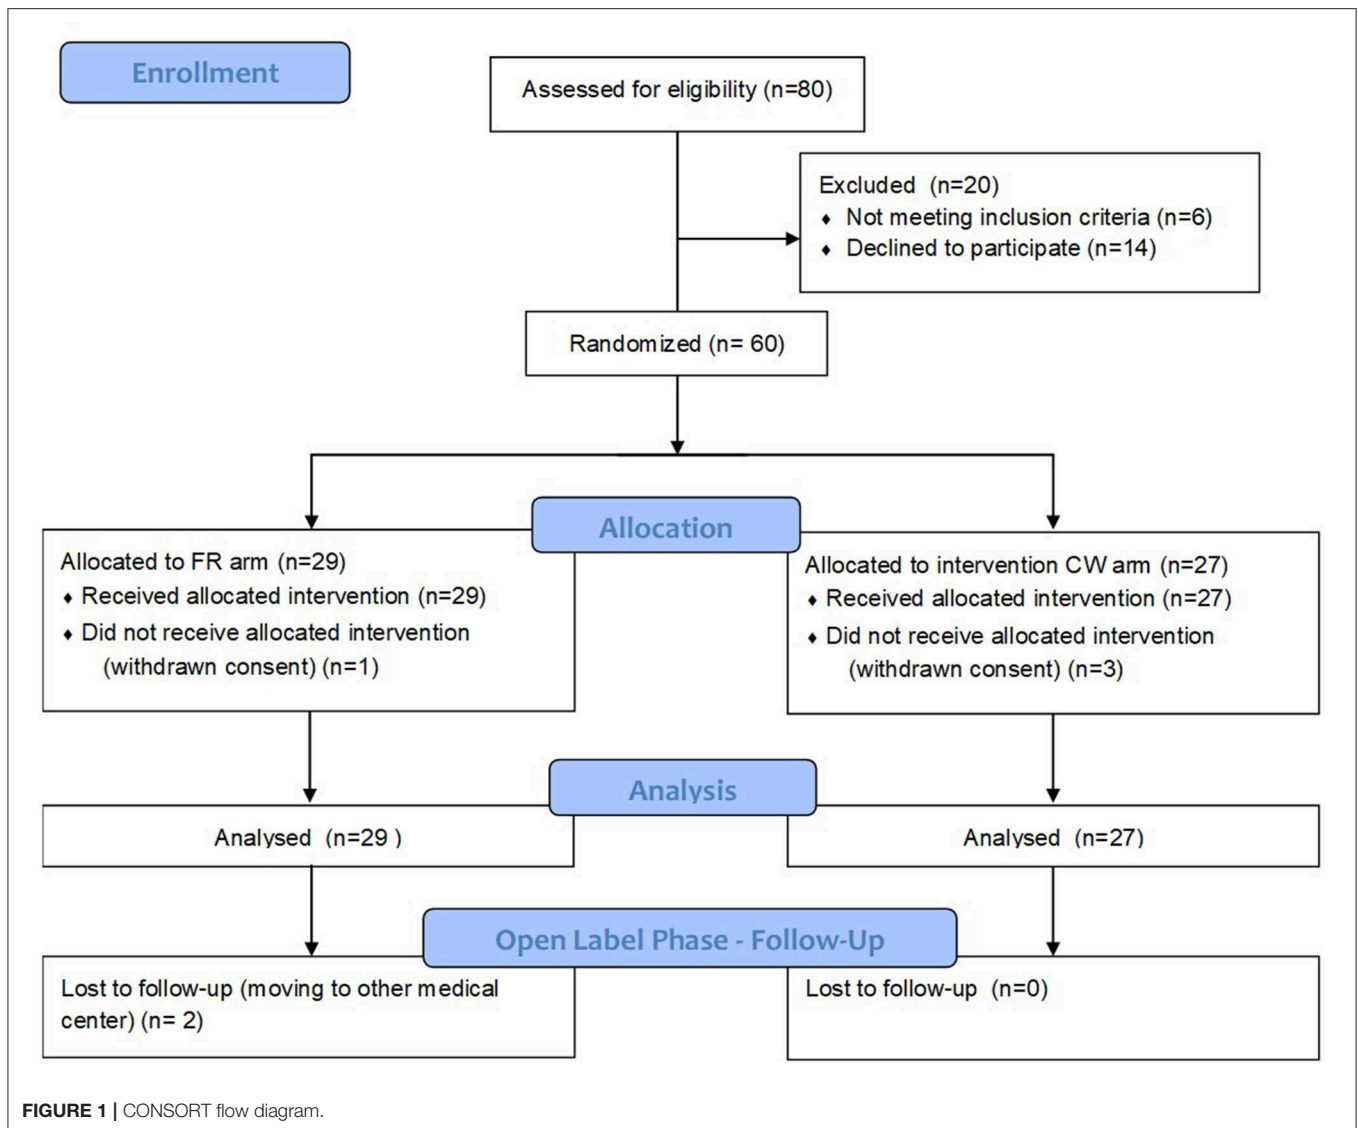 Enrollment
Assessed for eligibility (n=80)
Excluded (n=20)
♦ Not meeting inclusion criteria (n=6)
♦ Declined to participate (n=14)
Randomized (n= 60)
Allocation
Allocated to FR arm (n=29)
♦ Received allocated intervention (n=29)
♦ Did not receive allocated intervention
(withdrawn consent) (n=1)
Allocated to intervention CW arm (n=27)
♦ Received allocated intervention (n=27)
♦ Did not receive allocated intervention
(withdrawn consent) (n=3)
Analysis
Analysed (n=29 )
Analysed (n=27)
Open Label Phase - Follow-Up
Lost to follow-up (moving to other medical
center) (n= 2)
Lost to follow-up (n=0)
FIGURE 1 | CONSORT flow diagram.